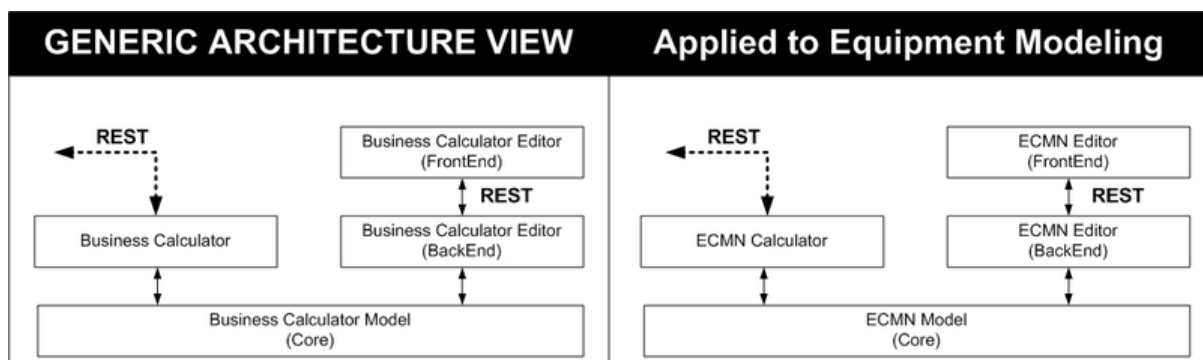 GENERIC ARCHITECTURE VIEW
REST
Business Calculator Editor
(FrontEnd)
REST
Business Calculator
Business Calculator Editor
(BackEnd)
Business Calculator Model
(Core)
Applied to Equipment Modeling
REST
ECMN Editor
(FrontEnd)
REST
ECMN Calculator
ECMN Editor
(BackEnd)
ECMN Model
(Core)